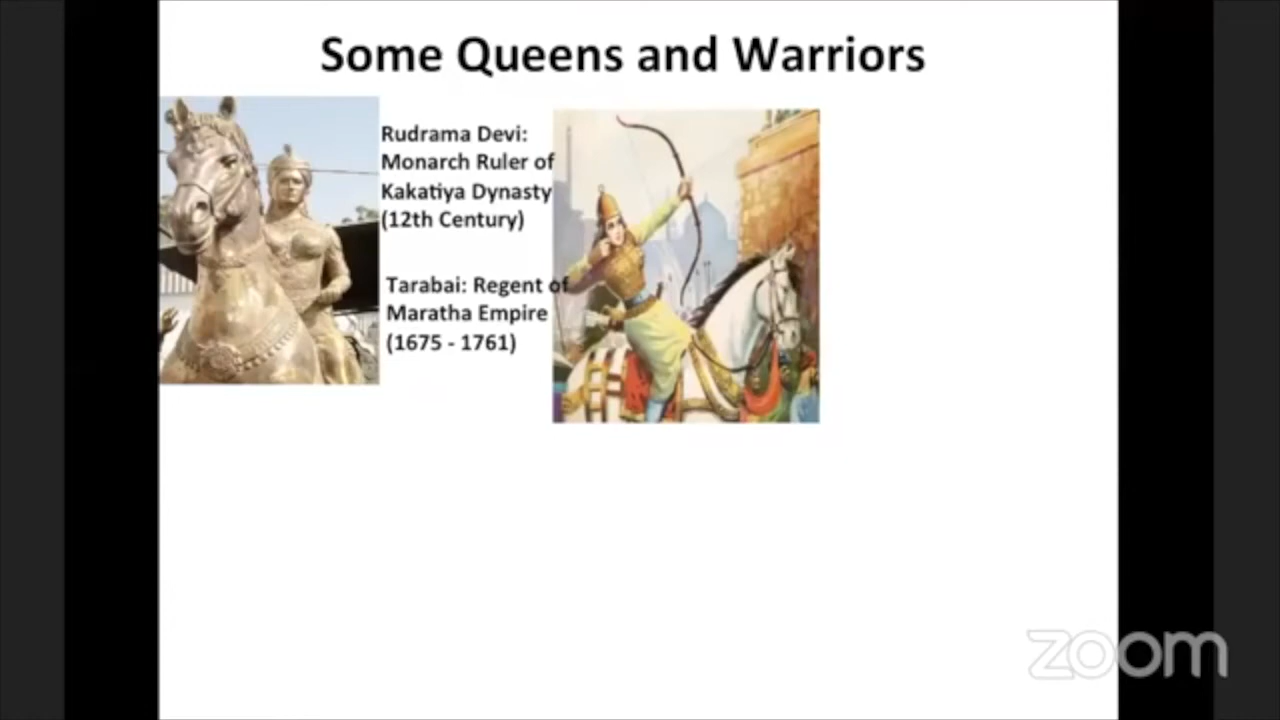 Some Queens and Warriors
Rudrama Devi:
Monarch Ruler of
Kakatiya Dynasty
(12th Century)
Tarabai: Regent of
Maratha Empire
(1675 - 1761)
zoom